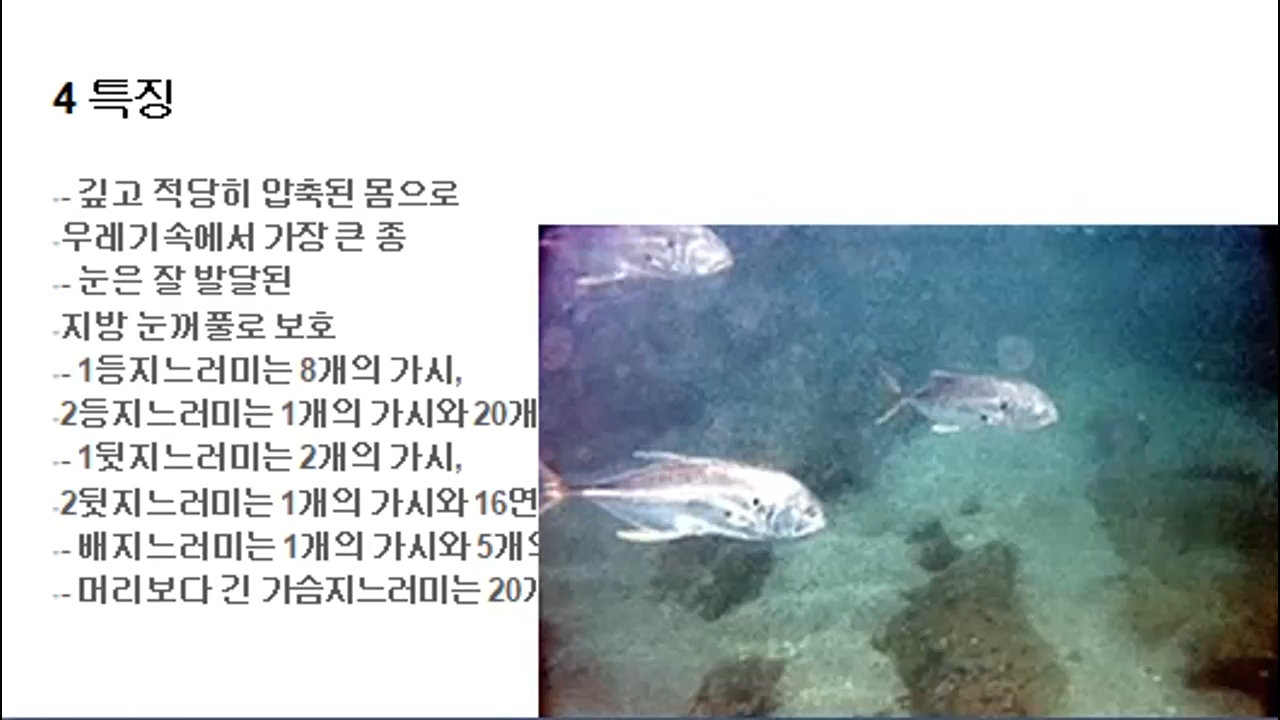 4 특징
-- 깊고 적당히 압축된 몸으로
-우레기속에서 가장 큰 종
-- 눈은 잘 발달된
-지방 눈꺼풀로 보호
-- 1등지느러미는 8개의 가시,
-2등지느러미는 1개의 가시와 20개
-- 1뒷지느러미는 2개의 가시,
-2뒷지느러미는 1개의 가시와 16연
-- 배지느러미는 1개의 가시와 5개
-- 머리보다 긴 가슴지느러미는 20